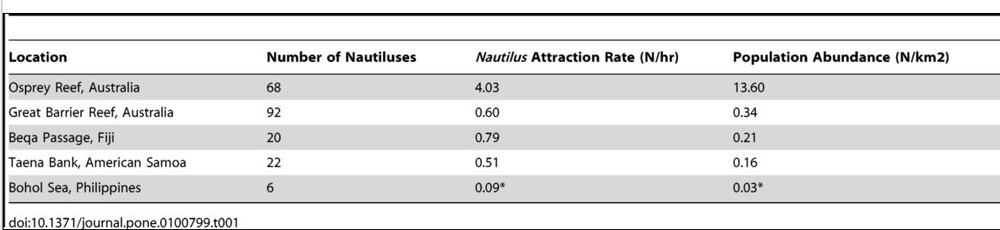 Location Number of Nautiluses Nautilus Attraction Rate (N/hr) Population Abundance (N/km2)
Osprey Reef, Australia 68 4.03 13.60
Great Barrier Reef, Australia 92 0.60 0.34
Beqa Passage, Fiji 20 0.79 0.21
Taena Bank, American Samoa 22 0.51 0.16
Bohol Sea, Philippines 6 0.09* 0.03*
doi:10.1371/journal.pone.0100799.t001